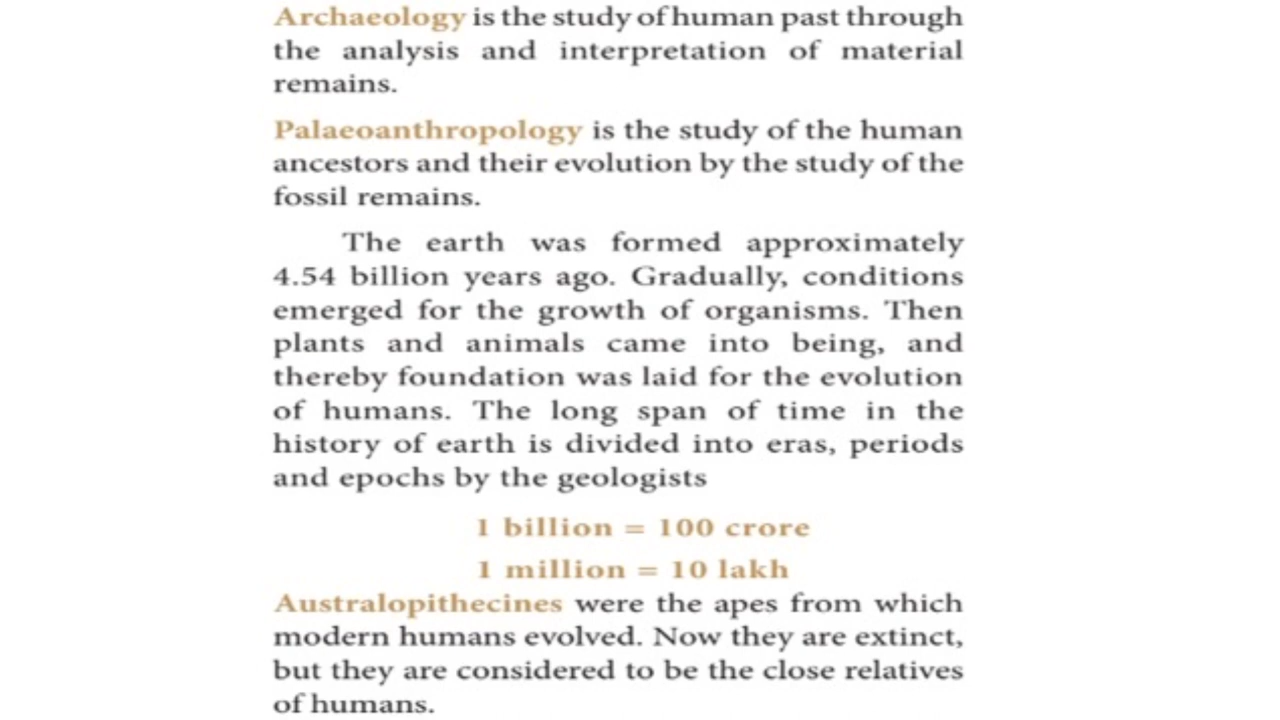 Archaeology is the study of human past through
the analysis and interpretation of material
remains.
Palaeoanthropology is the study of the human
ancestors and their evolution by the study of the
fossil remains.
The earth was formed approximately
4.54 billion years ago. Gradually, conditions
emerged for the growth of organisms. Then
plants and animals came into being, and
thereby foundation was laid for the evolution
of humans. The long span of time in the
history of earth is divided into eras, periods
and epochs by the geologists
1 billion = 100 crore
1 million = 10 lakh
Australopithecines were the apes from which
modern humans evolved. Now they are extinct,
but they are considered to be the close relatives
of humans.